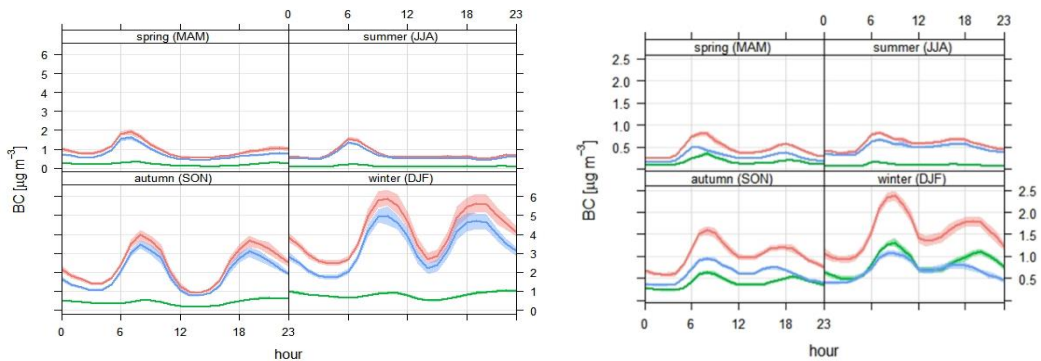 0 6 12 18 23
spring (MAM) summer (JJA)
6
5
4
3
2
1
0
autumn (SON) winter (DJF)
6
5
4
3
2
1
0
BC [µg m⁻³]
0 6 12 18 23
hour
0 6 12 18 23
spring (MAM) summer (JJA)
2.5
2.0
1.5
1.0
0.5
autumn (SON) winter (DJF)
2.5
2.0
1.5
1.0
0.5
BC [µg m⁻³]
0 6 12 18 23
hour